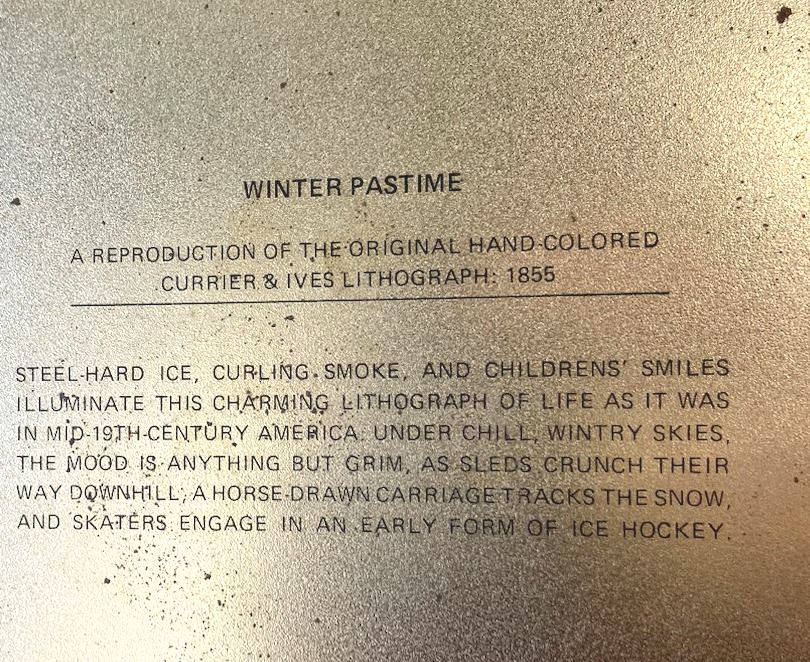 WINTER PASTIME
A REPRODUCTION OF THE ORIGINAL HAND-COLORED
CURRIER & IVES LITHOGRAPH: 1855
STEEL-HARD ICE, CURLING SMOKE, AND CHILDRENS' SMILES
ILLUMINATE THIS CHARMING LITHOGRAPH OF LIFE AS IT WAS
IN MID-19TH-CENTURY AMERICA. UNDER CHILL, WINTRY SKIES,
THE MOOD IS ANYTHING BUT GRIM, AS SLEDS CRUNCH THEIR
WAY DOWNHILL, A HORSE-DRAWN CARRIAGE TRACKS THE SNOW,
AND SKATERS ENGAGE IN AN EARLY FORM OF ICE HOCKEY.